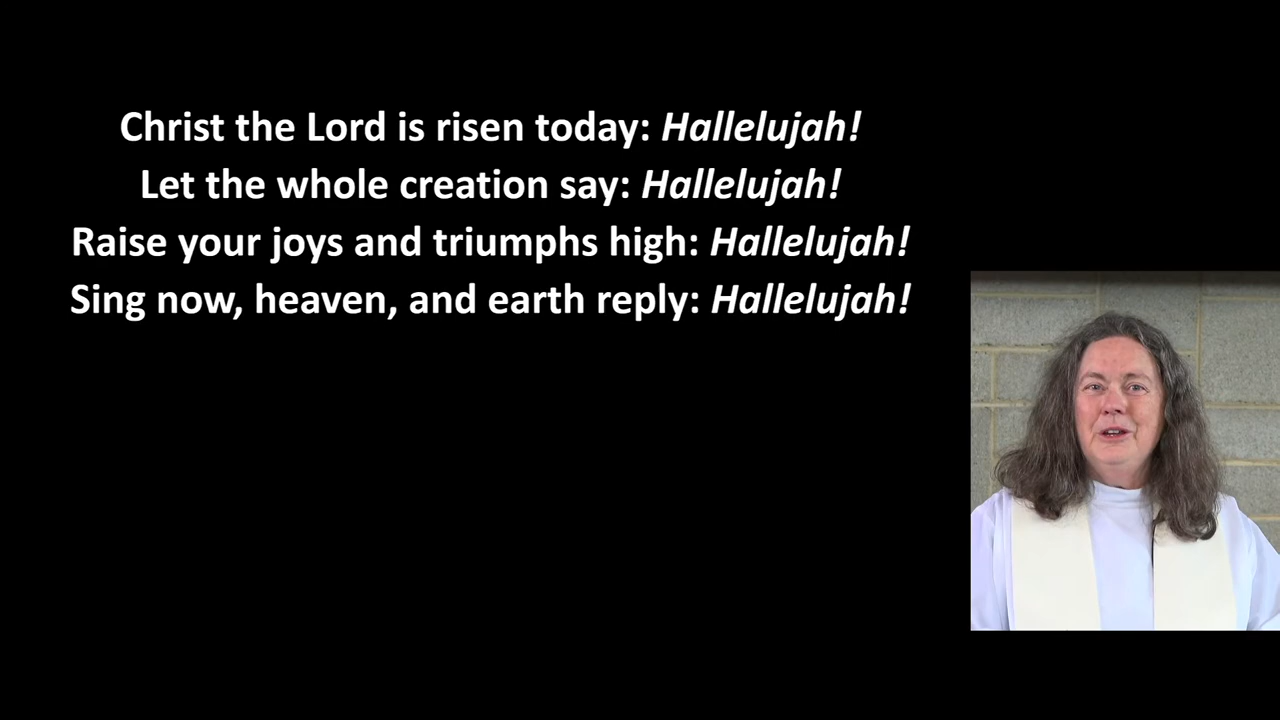 Christ the Lord is risen today: Hallelujah!
Let the whole creation say: Hallelujah!
Raise your joys and triumphs high: Hallelujah!
Sing now, heaven, and earth reply: Hallelujah!